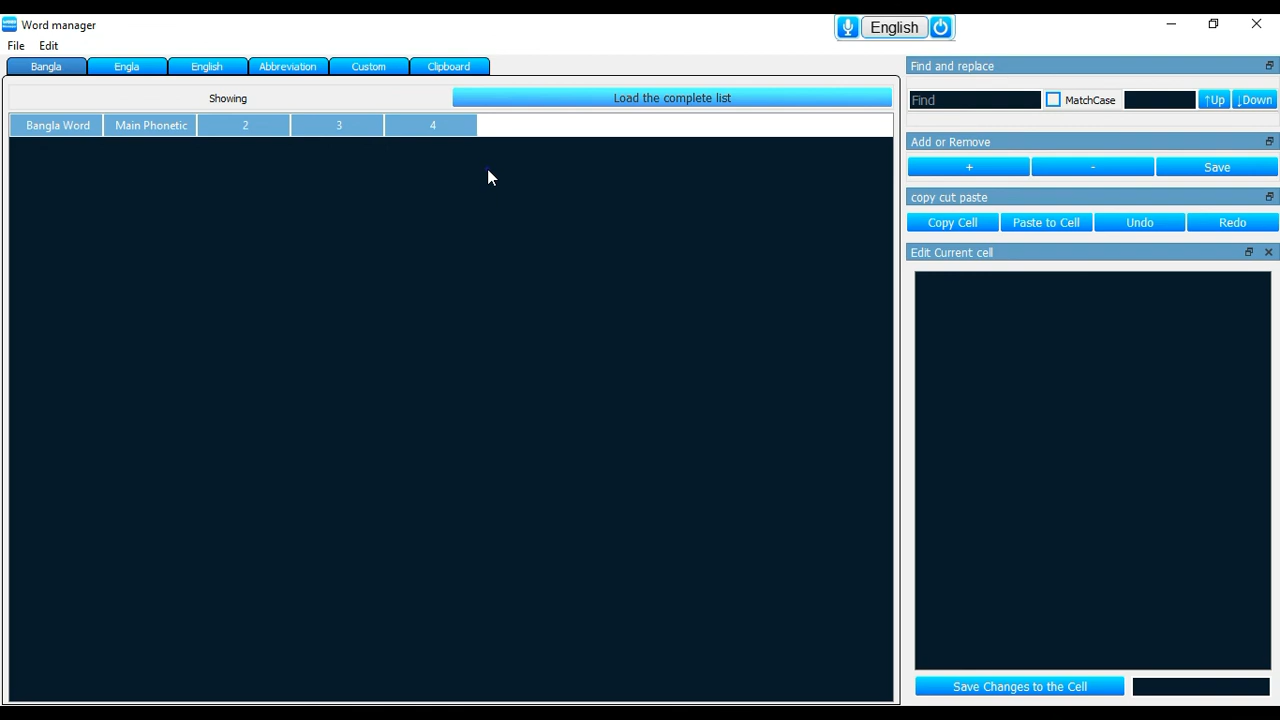 Word manager
English
File Edit
Bangla Engla English Abbreviation Custom Clipboard
Showing Load the complete list
Bangla Word Main Phonetic 2 3 4
Find and replace
Find MatchCase ↑Up ↓Down
Add or Remove
+ - Save
copy cut paste
Copy Cell Paste to Cell Undo Redo
Edit Current cell
Save Changes to the Cell